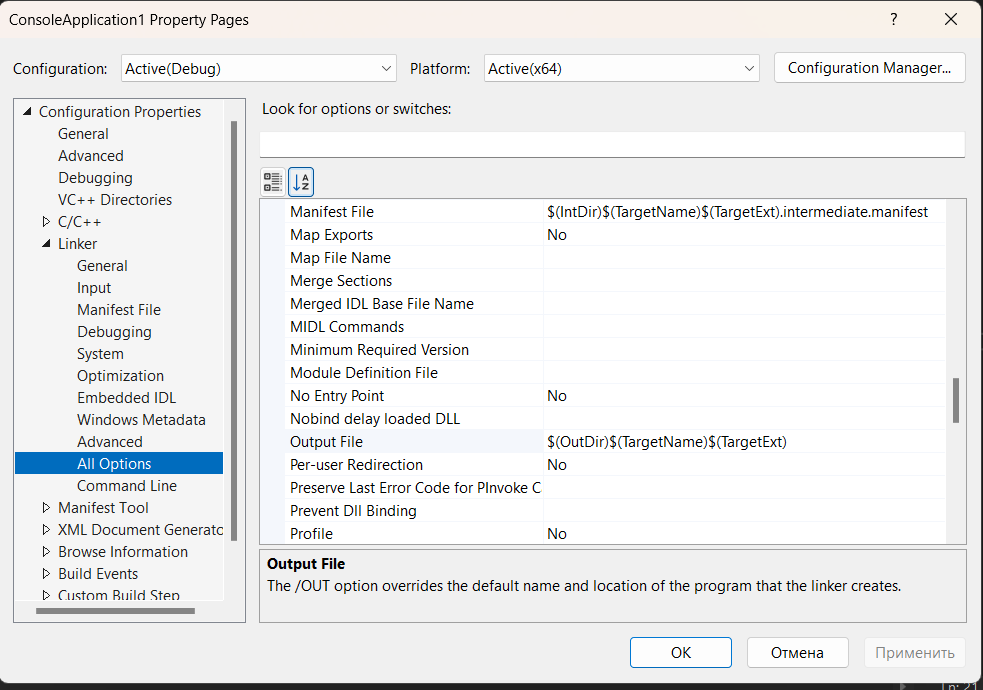 ConsoleApplication1 Property Pages
?
Configuration: Active(Debug) Platform: Active(x64) Configuration Manager...
Configuration Properties
General
Advanced
Debugging
VC++ Directories
C/C++
Linker
General
Input
Manifest File
Debugging
System
Optimization
Embedded IDL
Windows Metadata
Advanced
All Options
Command Line
Manifest Tool
XML Document Generato
Browse Information
Build Events
Custom Build Step
Look for options or switches:
Manifest File $(IntDir)$(TargetName)$(TargetExt).intermediate.manifest
Map Exports No
Map File Name
Merge Sections
Merged IDL Base File Name
MIDL Commands
Minimum Required Version
Module Definition File
No Entry Point No
Nobind delay loaded DLL
Output File $(OutDir)$(TargetName)$(TargetExt)
Per-user Redirection No
Preserve Last Error Code for PInvoke C
Prevent Dll Binding
Profile No
Output File
The /OUT option overrides the default name and location of the program that the linker creates.
OK Отмена Применить